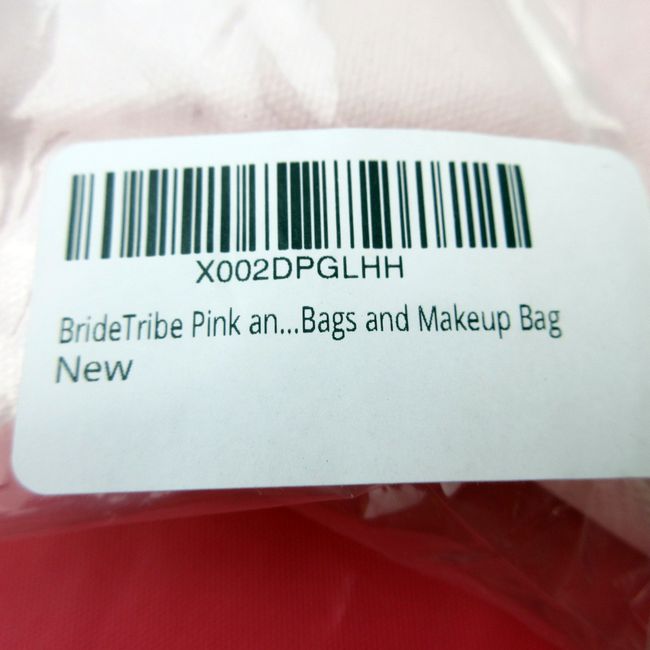 X002DPGLHH
BrideTribe Pink an...Bags and Makeup Bag
New